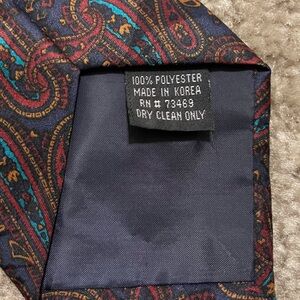 100% POLYESTER
MADE IN KOREA
RN # 73469
DRY CLEAN ONLY